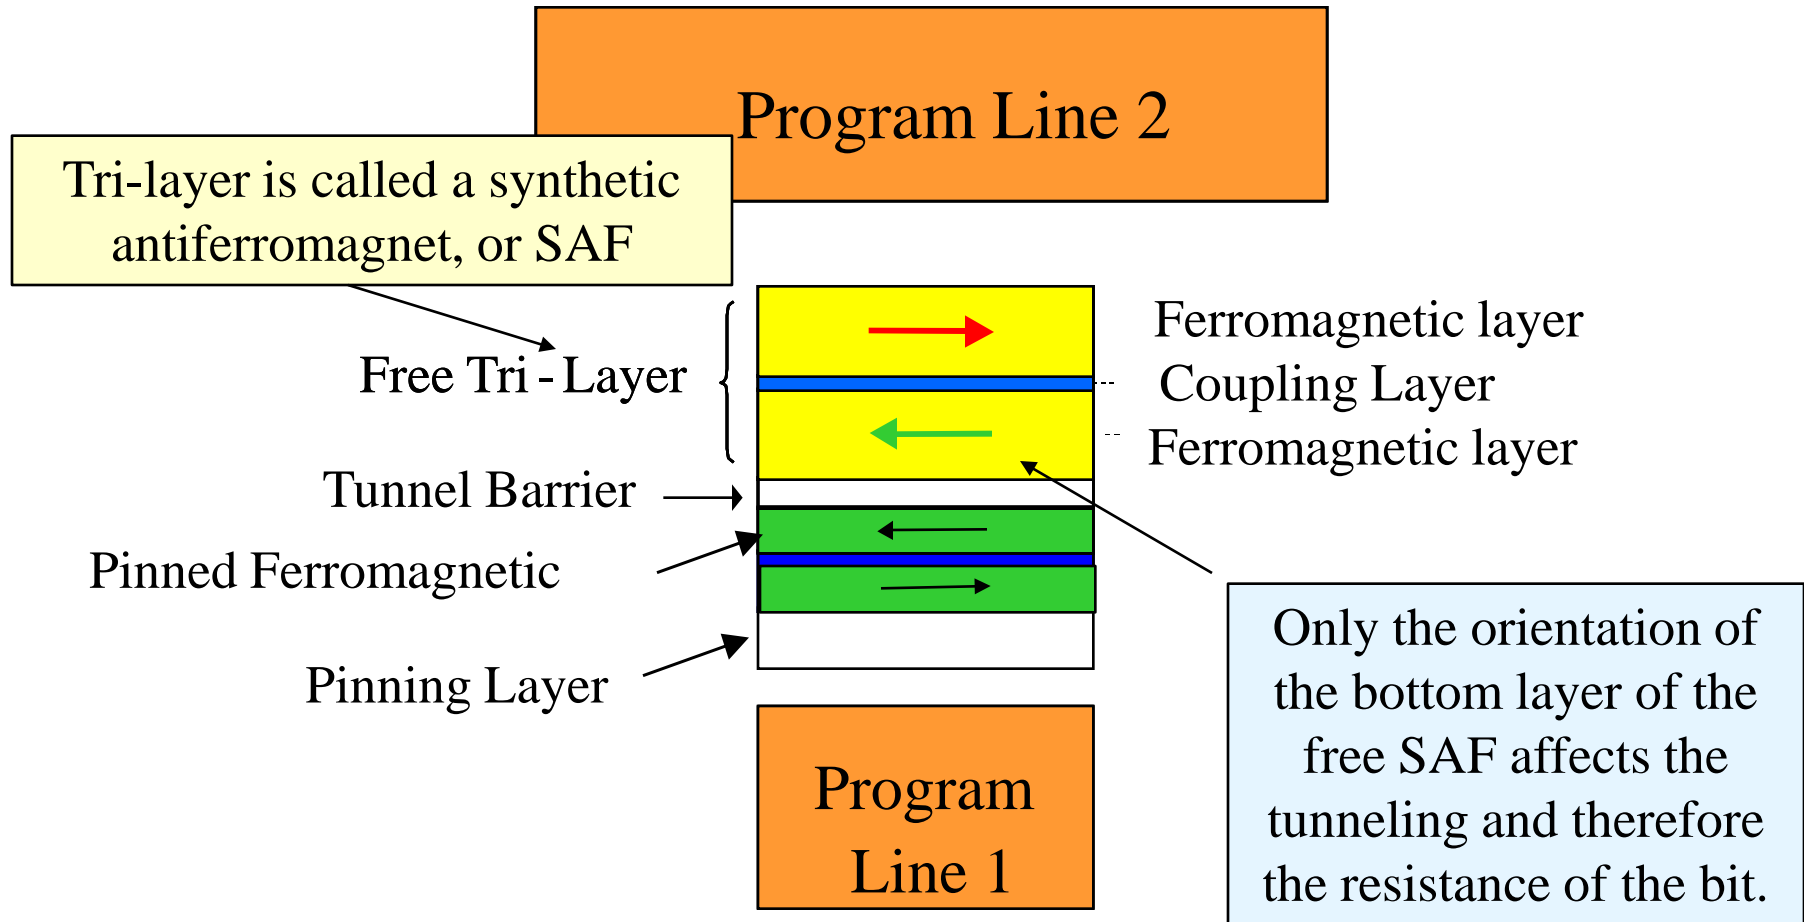 Program Line 2
Tri-layer is called a synthetic
antiferromagnet, or SAF
Free Tri - Layer
Ferromagnetic layer
Coupling Layer
Ferromagnetic layer
Tunnel Barrier
Pinned Ferromagnetic
Pinning Layer
Program
Line 1
Only the orientation of
the bottom layer of the
free SAF affects the
tunneling and therefore
the resistance of the bit.